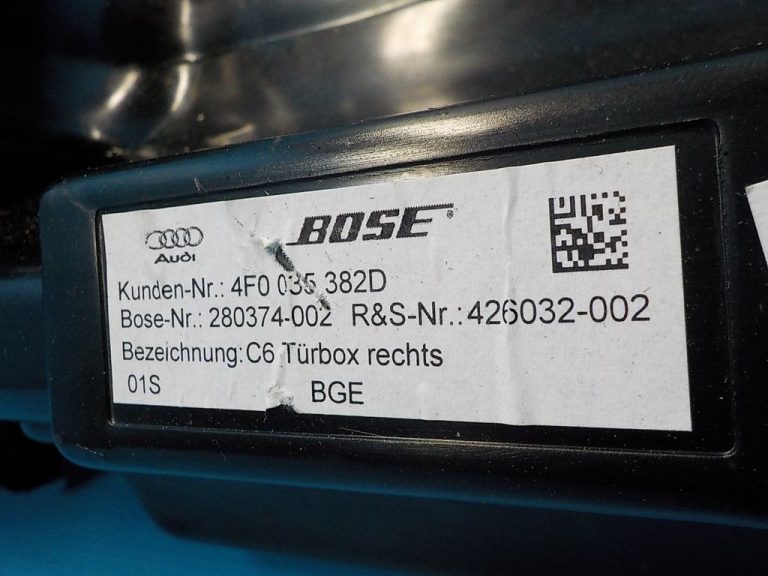 Audi
BOSE®
Kunden-Nr.: 4F0 035 382D
Bose-Nr.: 280374-002 R&S-Nr.: 426032-002
Bezeichnung: C6 Türbox rechts
01S BGE